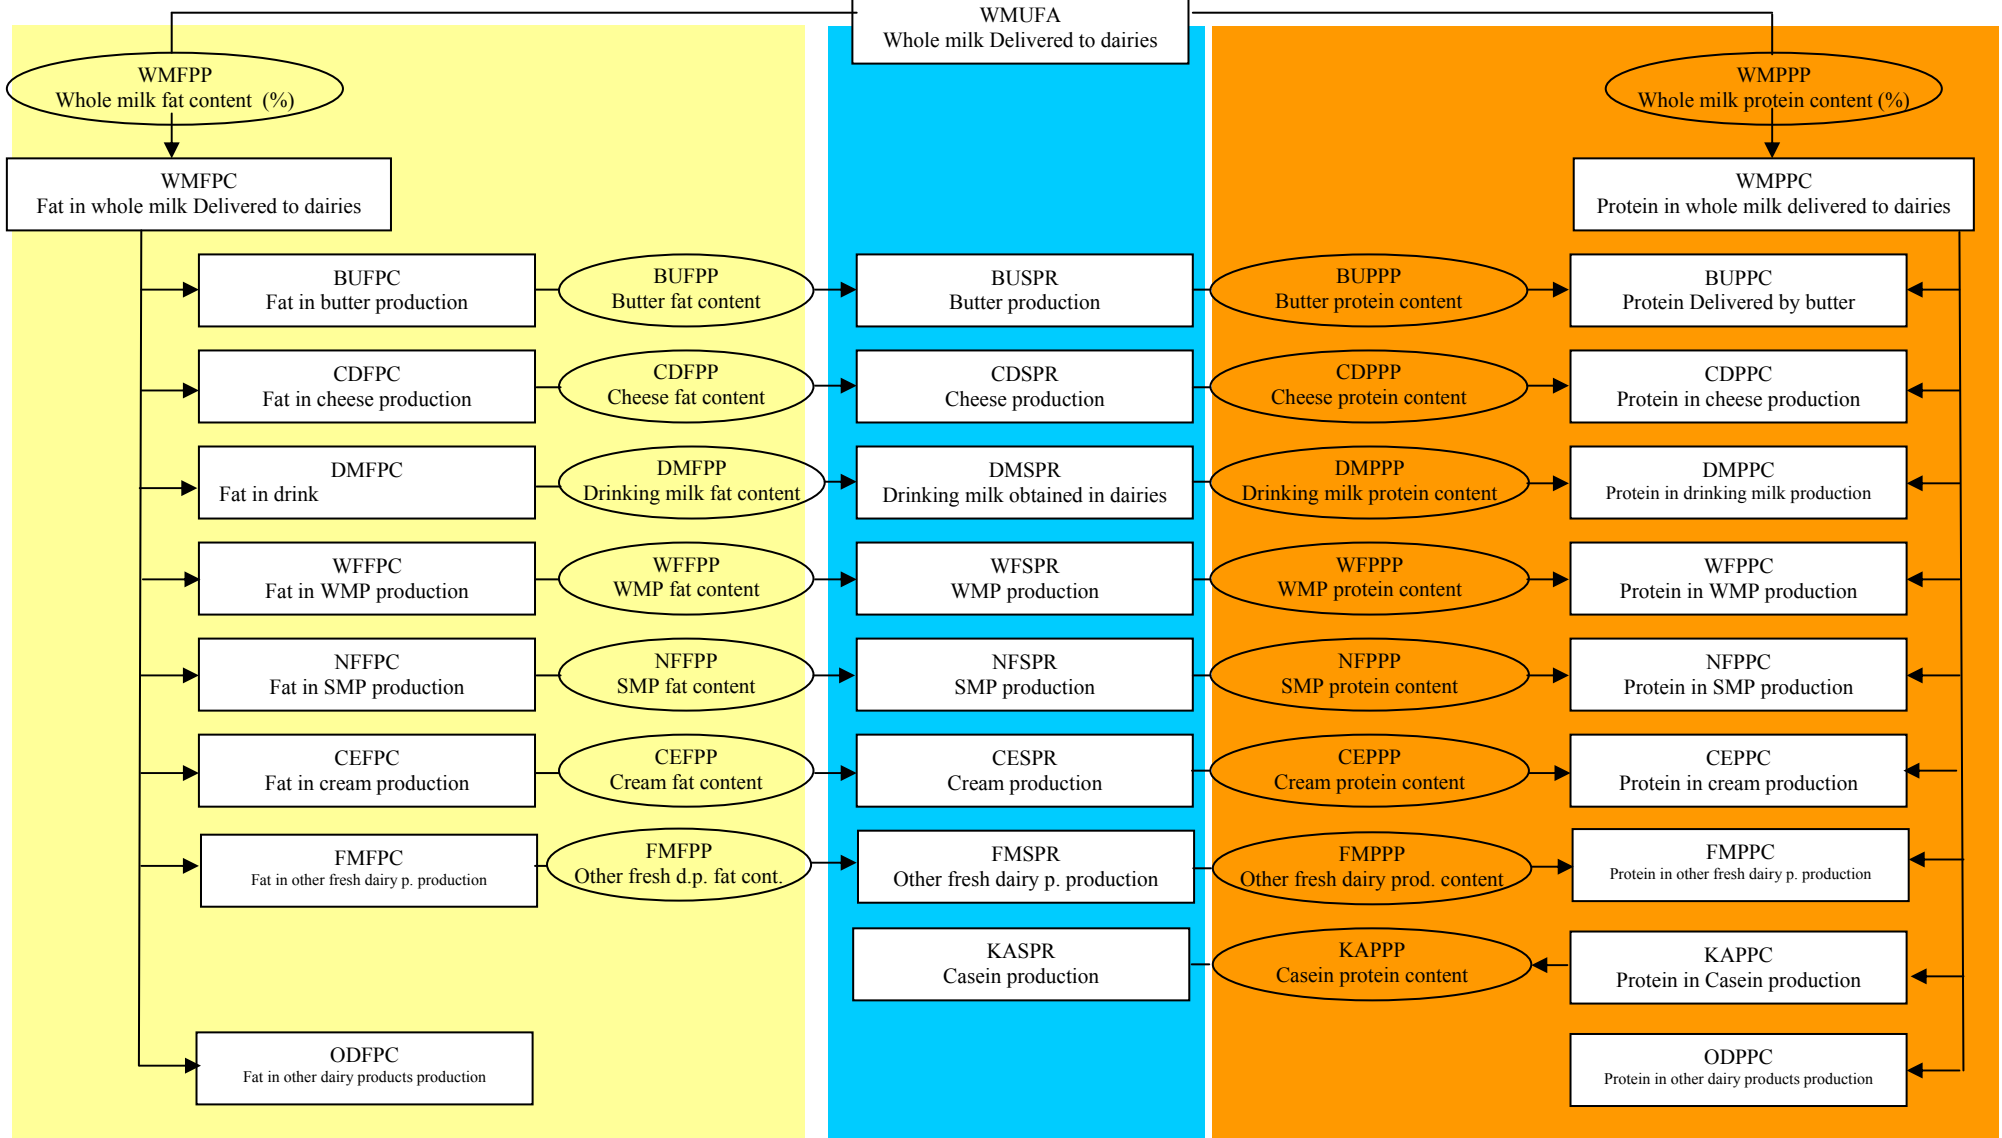 WMUFA
Whole milk Delivered to dairies
WMFPP
Whole milk fat content (%)
WMPPP
Whole milk protein content (%)
WMFPC
Fat in whole milk Delivered to dairies
WMPPC
Protein in whole milk delivered to dairies
BUFPC
Fat in butter production
BUFPP
Butter fat content
BUSPR
Butter production
BUPPP
Butter protein content
BUPPC
Protein Delivered by butter
CDFPC
Fat in cheese production
CDFPP
Cheese fat content
CDSPR
Cheese production
CDPPP
Cheese protein content
CDPPC
Protein in cheese production
DMFPC
Fat in drink
DMFPP
Drinking milk fat content
DMSPR
Drinking milk obtained in dairies
DMPPP
Drinking milk protein content
DMPPC
Protein in drinking milk production
WFFPC
Fat in WMP production
WFFPP
WMP fat content
WFSPR
WMP production
WFPPP
WMP protein content
WFPPC
Protein in WMP production
NFFPC
Fat in SMP production
NFFPP
SMP fat content
NFSPR
SMP production
NFPPP
SMP protein content
NFPPC
Protein in SMP production
CEFPC
Fat in cream production
CEFPP
Cream fat content
CESPR
Cream production
CEPPP
Cream protein content
CEPPC
Protein in cream production
FMFPC
Fat in other fresh dairy p. production
FMFPP
Other fresh d.p. fat cont.
FMSPR
Other fresh dairy p. production
FMPPP
Other fresh dairy prod. content
FMPPC
Protein in other fresh dairy p. production
KASPR
Casein production
KAPPP
Casein protein content
KAPPC
Protein in Casein production
ODFPC
Fat in other dairy products production
ODPPC
Protein in other dairy products production